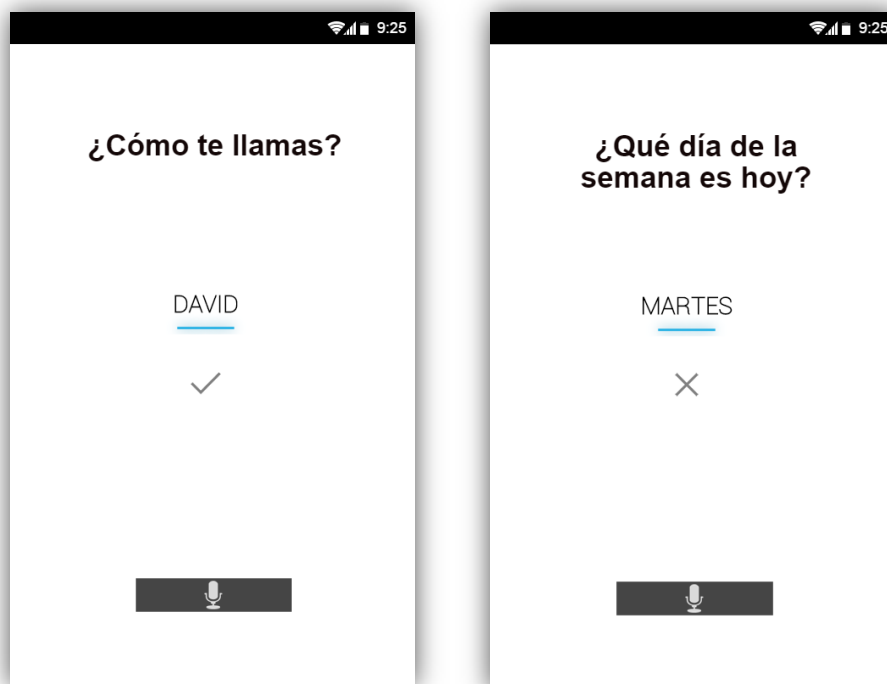 9:25
¿Cómo te llamas?
DAVID
9:25
¿Qué día de la
semana es hoy?
MARTES